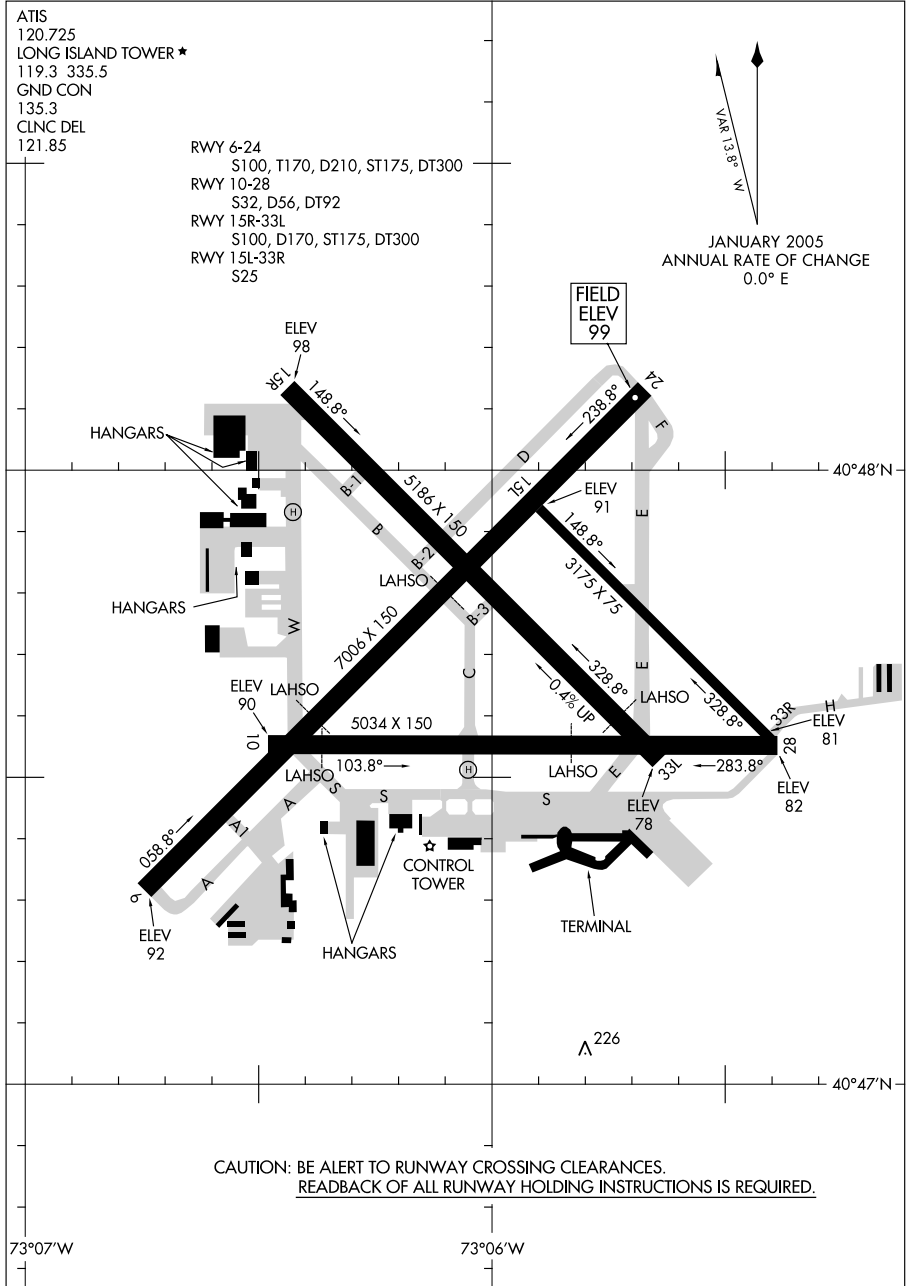 ATIS
120.725
LONG ISLAND TOWER ★
119.3 335.5
GND CON
135.3
CLNC DEL
121.85
RWY 6-24
S100, T170, D210, ST175, DT300
RWY 10-28
S32, D56, DT92
RWY 15R-33L
S100, D170, ST175, DT300
RWY 15L-33R
S25
VAR 13.8° W
JANUARY 2005
ANNUAL RATE OF CHANGE
0.0° E
FIELD
ELEV
99
ELEV
98
15R
148.8°
24
238.8°
F
HANGARS
D
15L
40°48'N
B-1
5186 X 150
ELEV
91
H
B
E
148.8°
B-2
3175 X 75
LAHSO
HANGARS
B-3
7006 X 150
W
C
E
328.8°
0.4% UP
LAHSO
328.8°
33R
H
ELEV
90
LAHSO
10
5034 X 150
ELEV
81
28
103.8°
H
LAHSO
LAHSO
E
33L
283.8°
ELEV
82
S
S
S
A
A1
ELEV
78
058.8°
A
6
ELEV
92
CONTROL
TOWER
HANGARS
TERMINAL
226
40°47'N
CAUTION: BE ALERT TO RUNWAY CROSSING CLEARANCES.
READBACK OF ALL RUNWAY HOLDING INSTRUCTIONS IS REQUIRED.
73°07'W
73°06'W